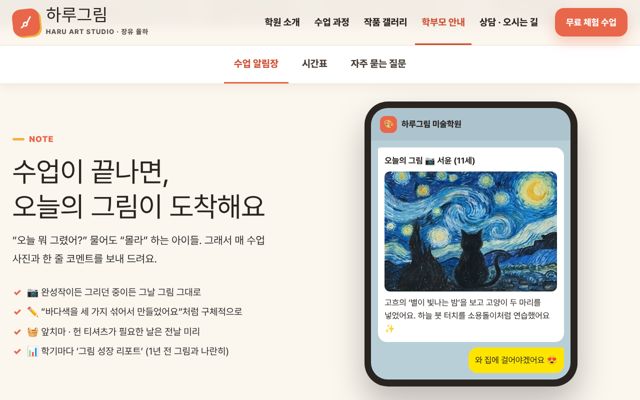 하루그림
HARU ART STUDIO · 장유 율하
학원 소개 수업 과정 작품 갤러리 학부모 안내 상담 · 오시는 길 무료 체험 수업
수업 알림장 시간표 자주 묻는 질문
NOTE
수업이 끝나면,
오늘의 그림이 도착해요
“오늘 뭐 그렸어?” 물어도 “몰라” 하는 아이들. 그래서 매 수업
사진과 한 줄 코멘트를 보내 드려요.
✔ 📷 완성작이든 그리던 중이든 그날 그림 그대로
✔ ✏️ “바다색을 세 가지 섞어서 만들었어요”처럼 구체적으로
✔ 🧺 앞치마 · 헌 티셔츠가 필요한 날은 전날 미리
✔ 📊 학기마다 ‘그림 성장 리포트’ (1년 전 그림과 나란히)
🎨 하루그림 미술학원
오늘의 그림 📷 서윤 (11세)
고흐의 ‘별이 빛나는 밤’을 보고 고양이 두 마리를
넣었어요. 하늘 붓 터치를 소용돌이처럼 연습했어요
✨
와 집에 걸어야겠어요 😍